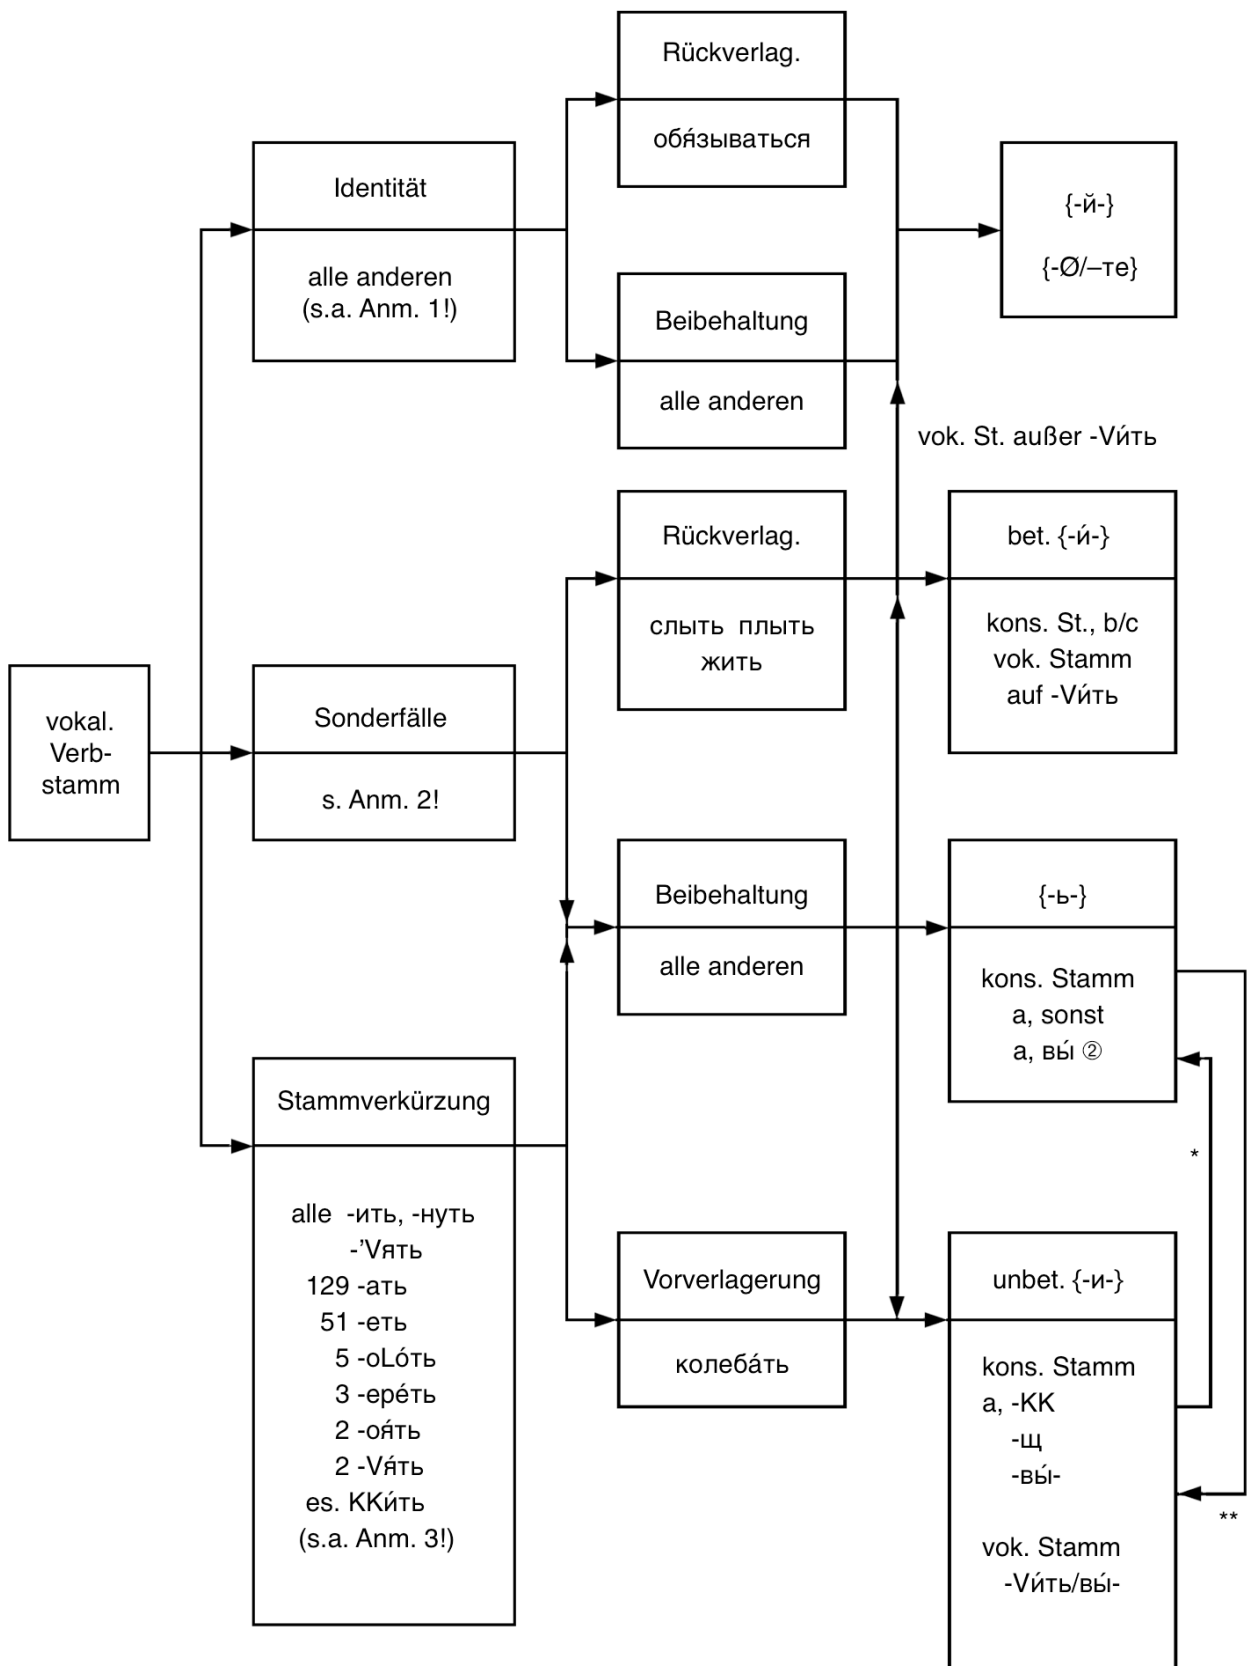 Rückverlag.
обя́зываться
Identität
alle anderen
(s.a. Anm. 1!)
{-й-}
{-Ø/–те}
Beibehaltung
alle anderen
vok. St. außer -Vи́ть
Rückverlag.
слыть плыть
жить
bet. {-и́-}
kons. St., b/c
vok. Stamm
auf -Vи́ть
vokal.
Verb-
stamm
Sonderfälle
s. Anm. 2!
Beibehaltung
alle anderen
{-ь-}
kons. Stamm
a, sonst
a, вы́ ②
Stammverkürzung
alle -ить, -нуть
-’Vять
129 -ать
51 -еть
5 -оLо́ть
3 -ере́ть
2 -оя́ть
2 -Vя́ть
es. KKи́ть
(s.a. Anm. 3!)
*
Vorverlagerung
колеба́ть
unbet. {-и-}
kons. Stamm
a, -KK
-щ
-вы́-
**
vok. Stamm
-Vи́ть/вы́-